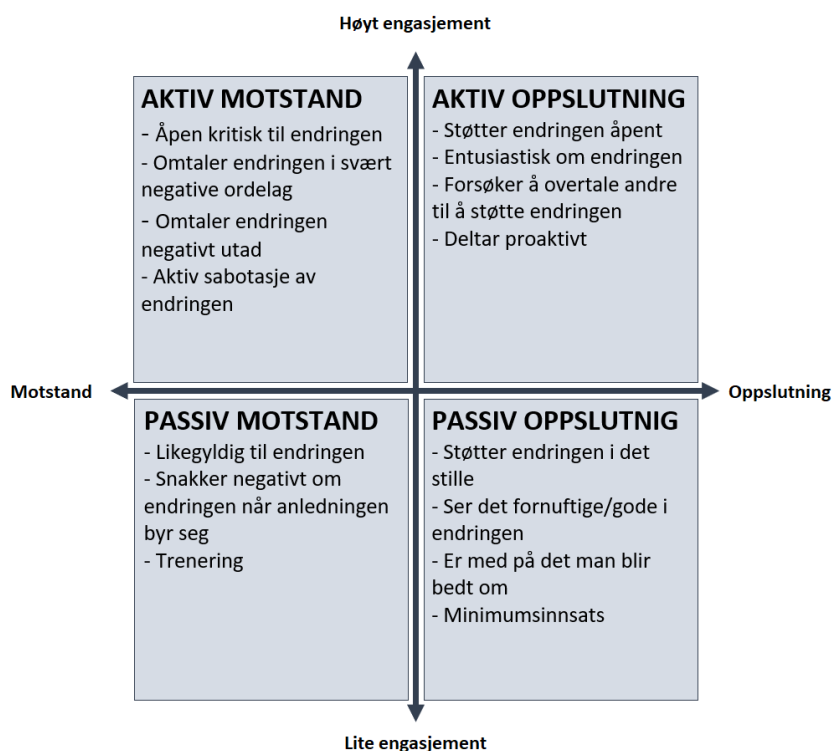 Høyt engasjement
AKTIV MOTSTAND
- Åpen kritisk til endringen
- Omtaler endringen i svært
negative ordelag
- Omtaler endringen
negativt utad
- Aktiv sabotasje av
endringen
AKTIV OPPSLUTNING
- Støtter endringen åpent
- Entusiastisk om endringen
- Forsøker å overtale andre
til å støtte endringen
- Deltar proaktivt
Motstand
Oppslutning
PASSIV MOTSTAND
- Likegyldig til endringen
- Snakker negativt om
endringen når anledningen
byr seg
- Trenering
PASSIV OPPSLUTNIG
- Støtter endringen i det
stille
- Ser det fornuftige/gode i
endringen
- Er med på det man blir
bedt om
- Minimumsinnsats
Lite engasjement